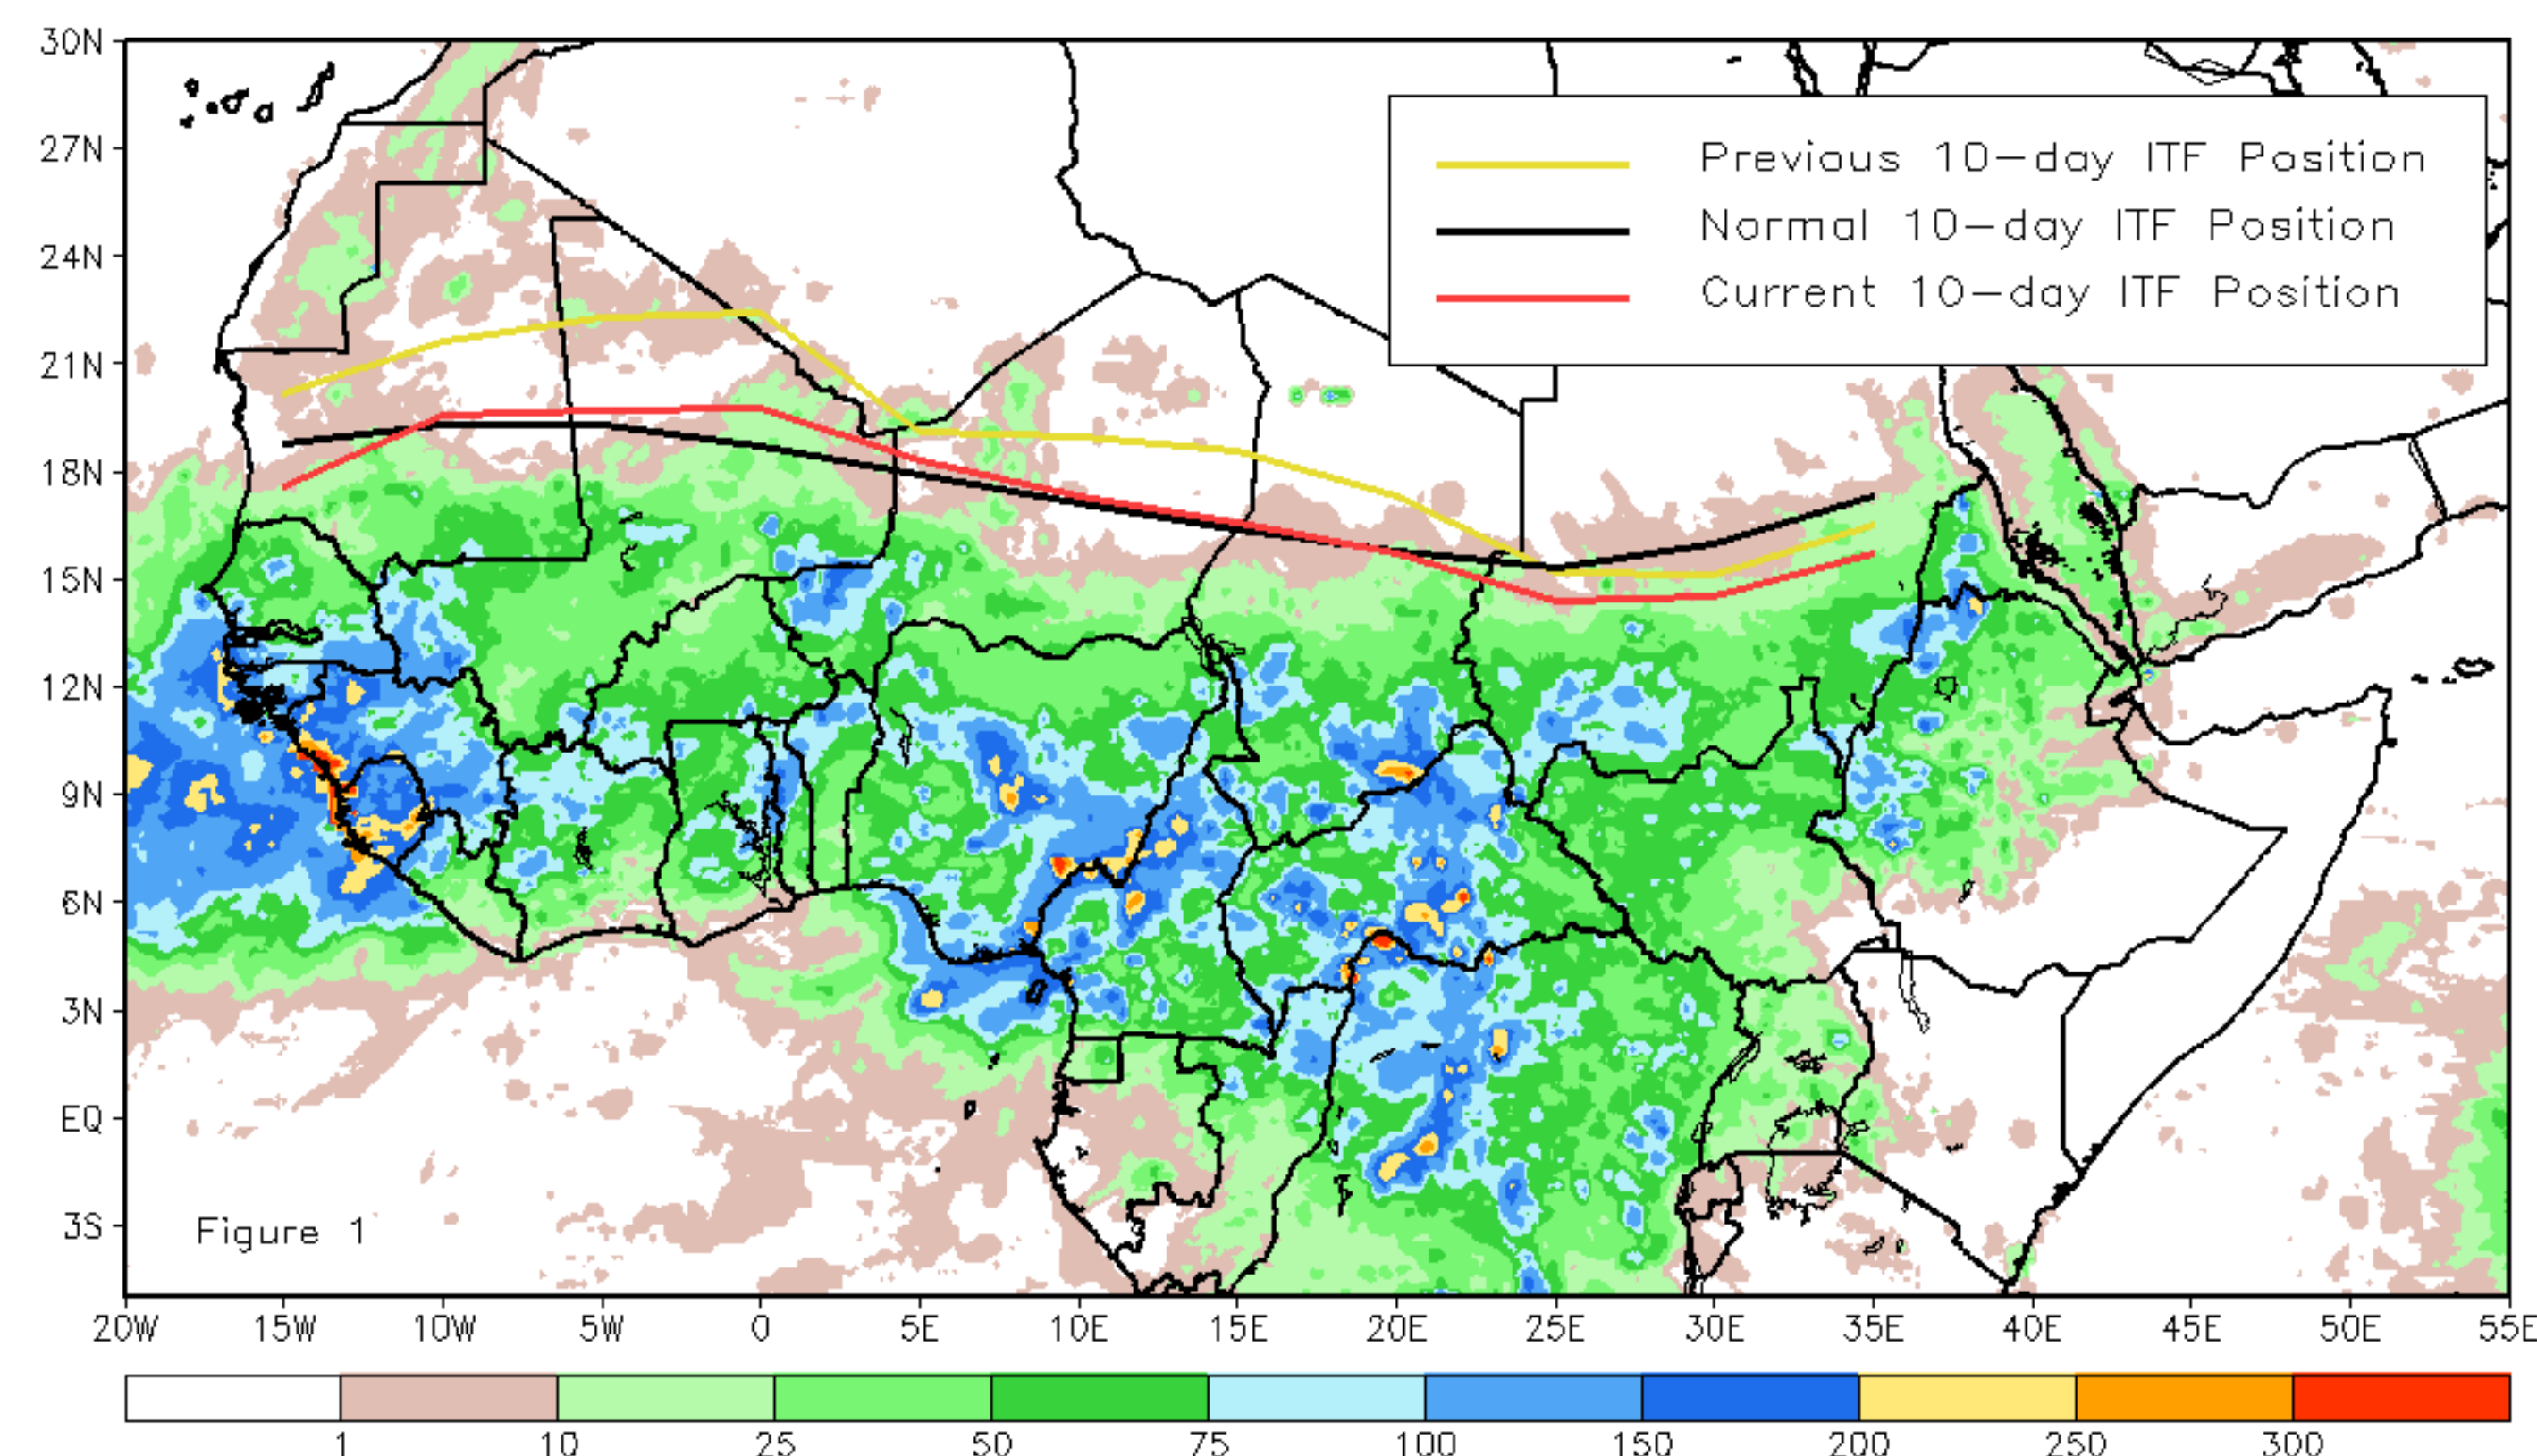 30N
27N
24N
21N
18N
15N
12N
9N
6N
3N
EQ
3S
Previous 10-day ITF Position
Normal 10-day ITF Position
Current 10-day ITF Position
Figure 1
20W 15W 10W 5W 0 5E 10E 15E 20E 25E 30E 35E 40E 45E 50E 55E
1 10 25 50 75 100 150 200 250 300